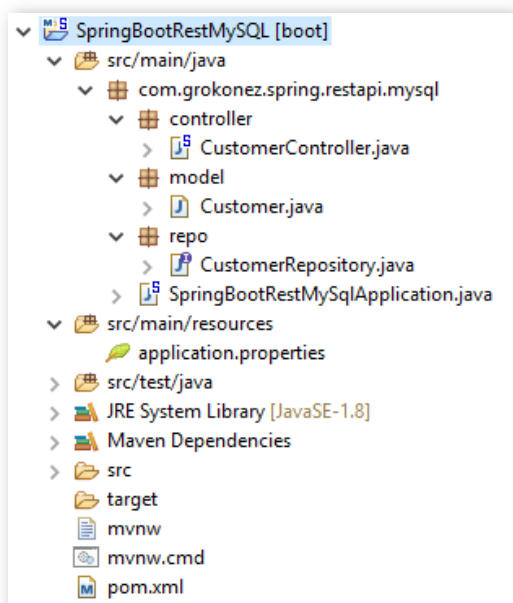 SpringBootRestMySQL [boot]
src/main/java
com.grokonez.spring.restapi.mysql
controller
CustomerController.java
model
Customer.java
repo
CustomerRepository.java
SpringBootRestMySqlApplication.java
src/main/resources
application.properties
src/test/java
JRE System Library [JavaSE-1.8]
Maven Dependencies
src
target
mvnw
mvnw.cmd
pom.xml